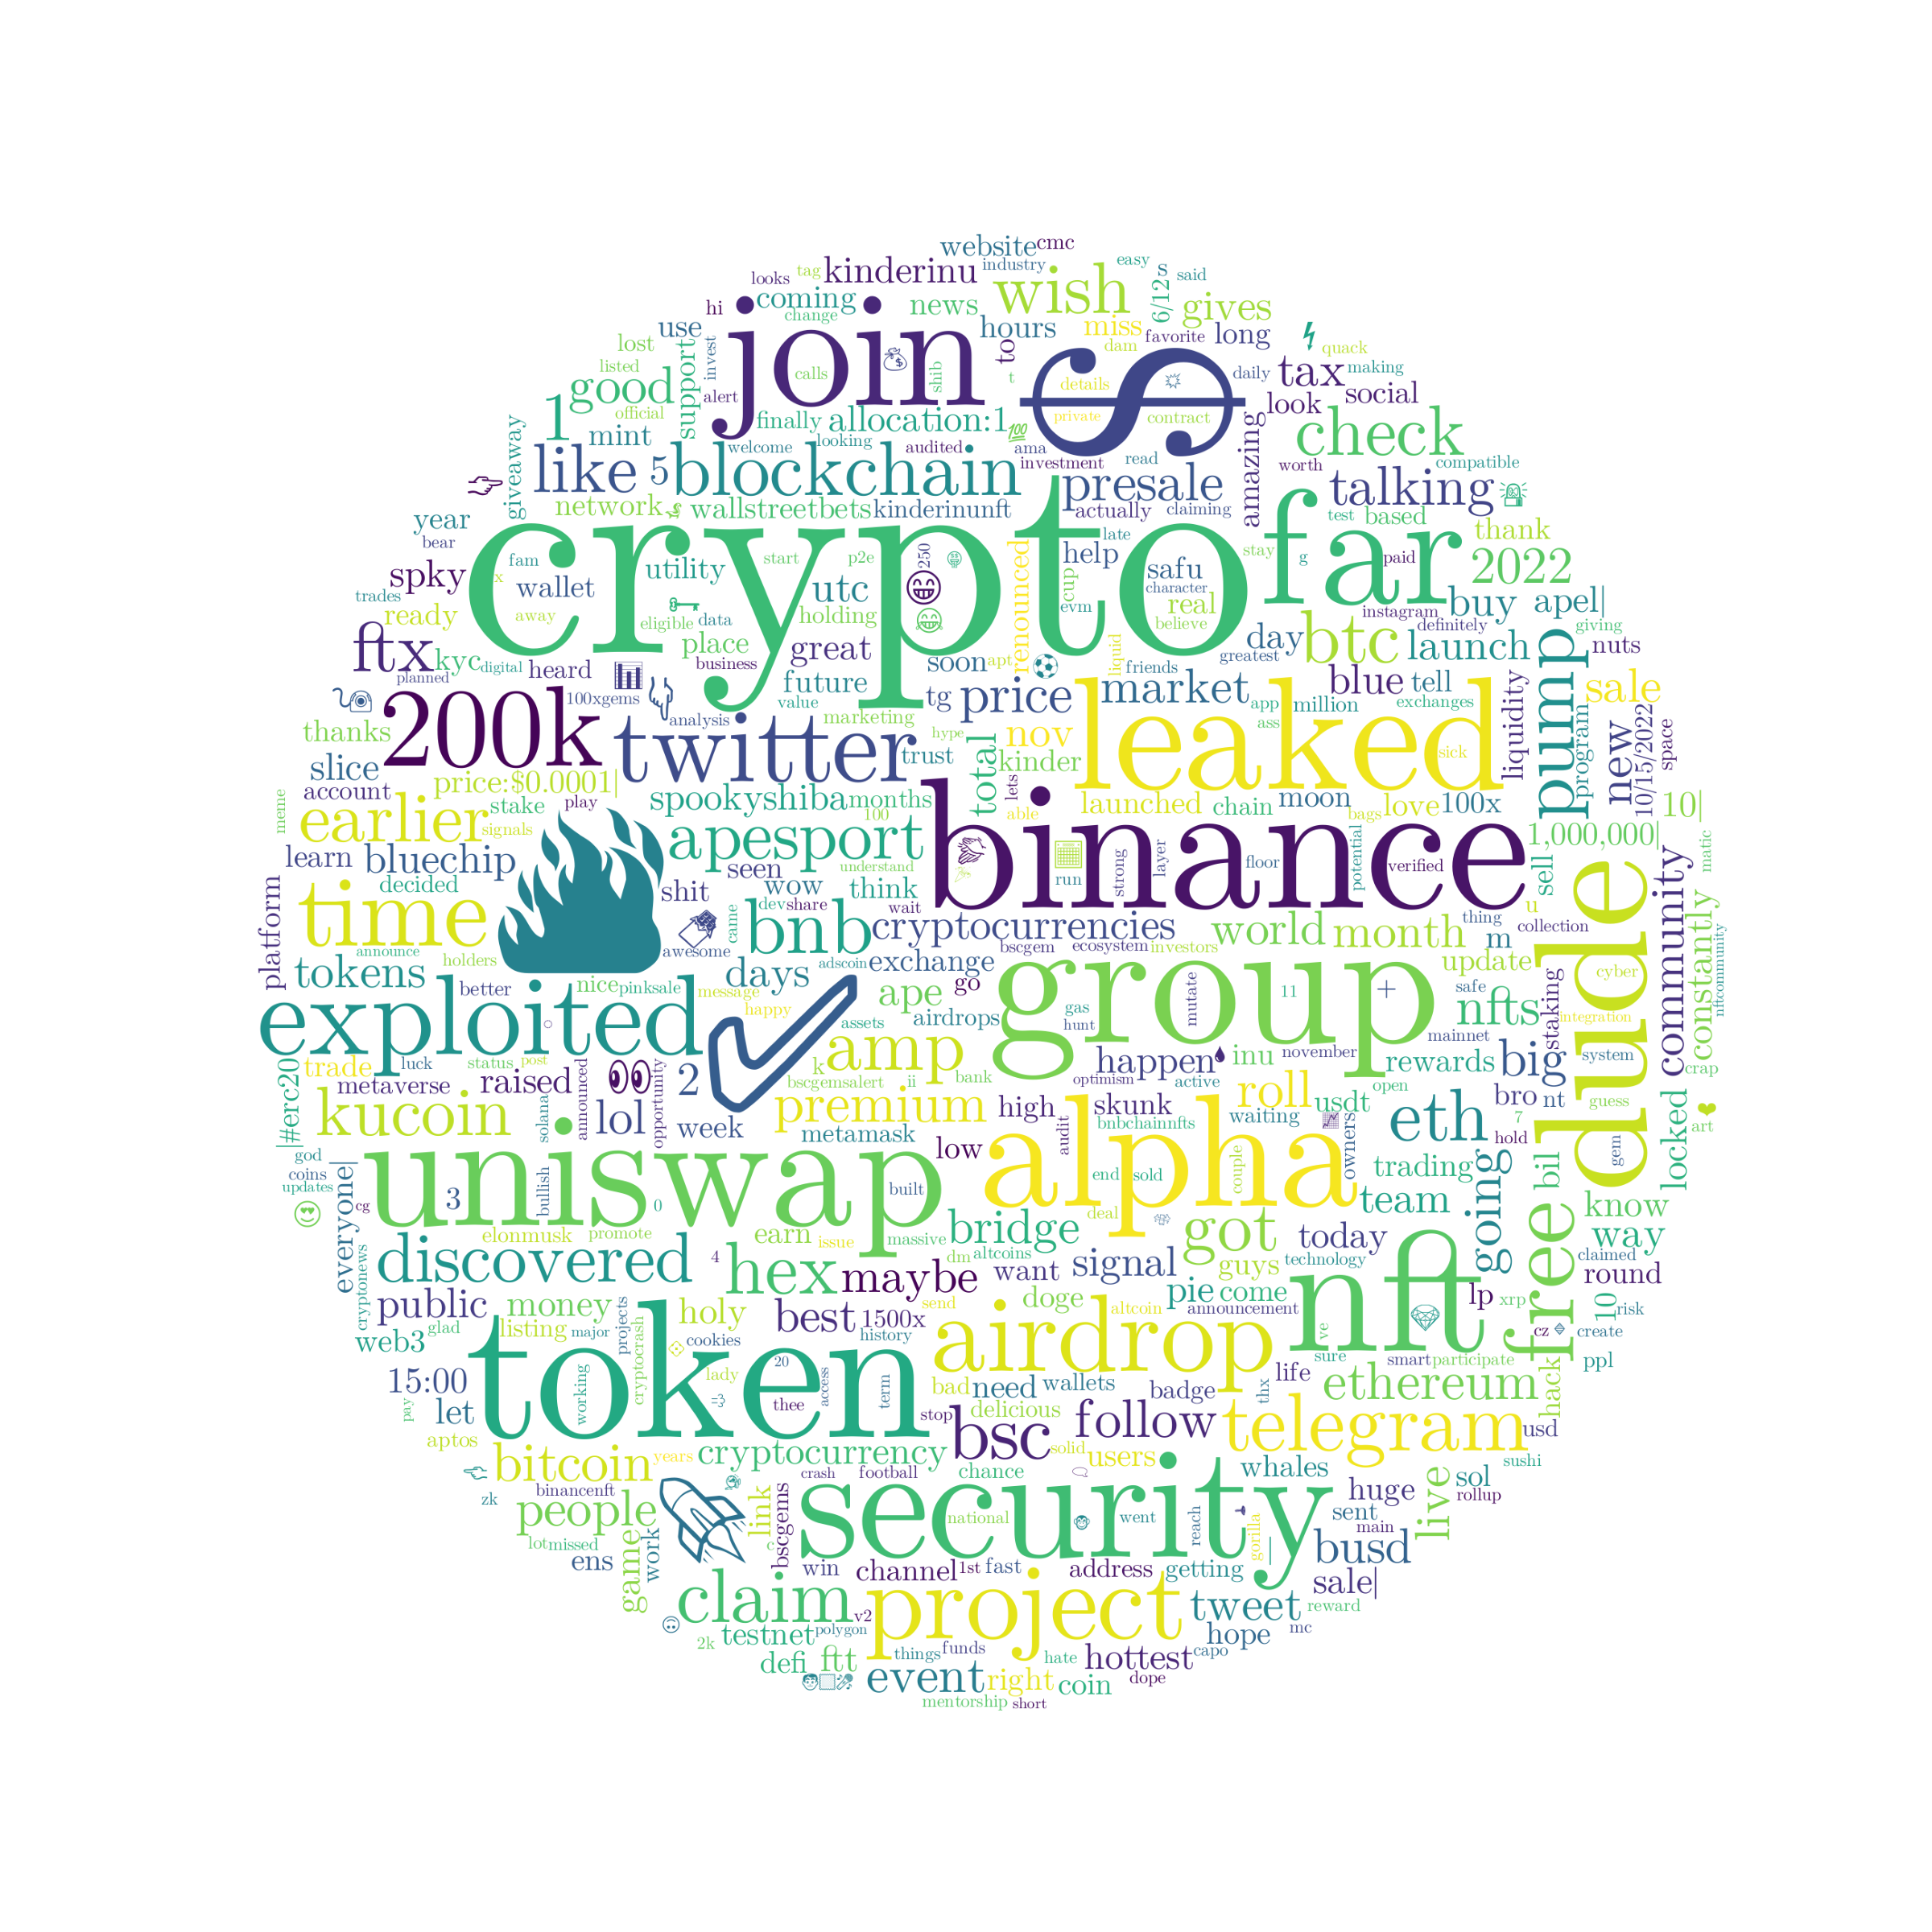 website cmc
looks tag kinderinu industry easy
6/12 s said
wish
hi coming news gives
change
join
use hours miss favorite long
lost invest to dam quack
listed good support calls shib t details daily tax making
alert private social
official 1 finally allocation:1 contract look check
mint welcome looking audited ama read amazing
giveaway like 5 blockchain investment worth talking compatible
presale
network wallstreetbets kinderinunft actually claiming test based thank
year
bear crypto far
fam start p2e 250 late help stay g paid 2022
spky x utility utc renounced cup safu
trades wallet holding character instagram buy apel|
ready away eligible data evm real definitely giving
ftx place great believe day btc launch nuts
kyc digital heard business soon apt liquid friends greatest
planned 100xgems future tg price market blue tell pump sale
200k analysis value leaked app million exchanges
thanks twitter marketing nov ass liquidity program new 10/15/2022 space
hype trust total kinder sick
slice price:$0.0001|
account stake play spookyshiba months lets launched chain moon love 100x 10|
meme earlier signals 100 able bags 1,000,000|
apesport binance potential matic
learn bluechip understand strong layer floor verified sell
decided shit seen wow think run dude community
platform time dev share wait u
came bnb cryptocurrencies world month thing collection constantly
announce awesome adscoin bscgem ecosystem investors m nftcommunity
tokens holders days exchange group update cyber
better nice pinksale message ape go mutate 11 + safe
exploited happy airdrops gas nfts staking integration
assets hunt mainnet
trade luck status post k amp happen inu november rewards big system crap
|#erc20 metaverse raised 2 bscgemsalert ii bank optimism active open
solana announced lol opportunity premium high skunk roll usdt bro nt guess
kucoin week metamask audit bnbchainnfts waiting owners eth 7 art
god low alpha hold locked
coins uniswap end sold couple trading bil gem
updates bullish built team
everyone| cg 3 0 deal going know
elonmusk promote earn issue massive bridge got today free way
cryptonews discovered hex dm altcoins want signal guys technology claimed
4 maybe nft round
public money holy doge pie come lp xrp
listing major projects best 1500x send altcoin announcement 10 risk
web3 glad cookies history airdrop ve cz create
token cryptocrash 20 sure smart participate ppl
15:00 working lady thee access term bad need wallets badge life thx ethereum hack
pay let stop delicious follow telegram usd
aptos bsc
bitcoin years cryptocurrency solid users sushi
crash football chance whales sol
zk binancenft security huge rollup
people link bscgems national went reach gorilla | sent live
lot missed work c main
ens game win channel 1st fast address getting busd
claim sale|
v2 project tweet reward
2k testnet polygon hope mc
things funds hate hottest capo
defi ftt event right coin dope
mentorship short